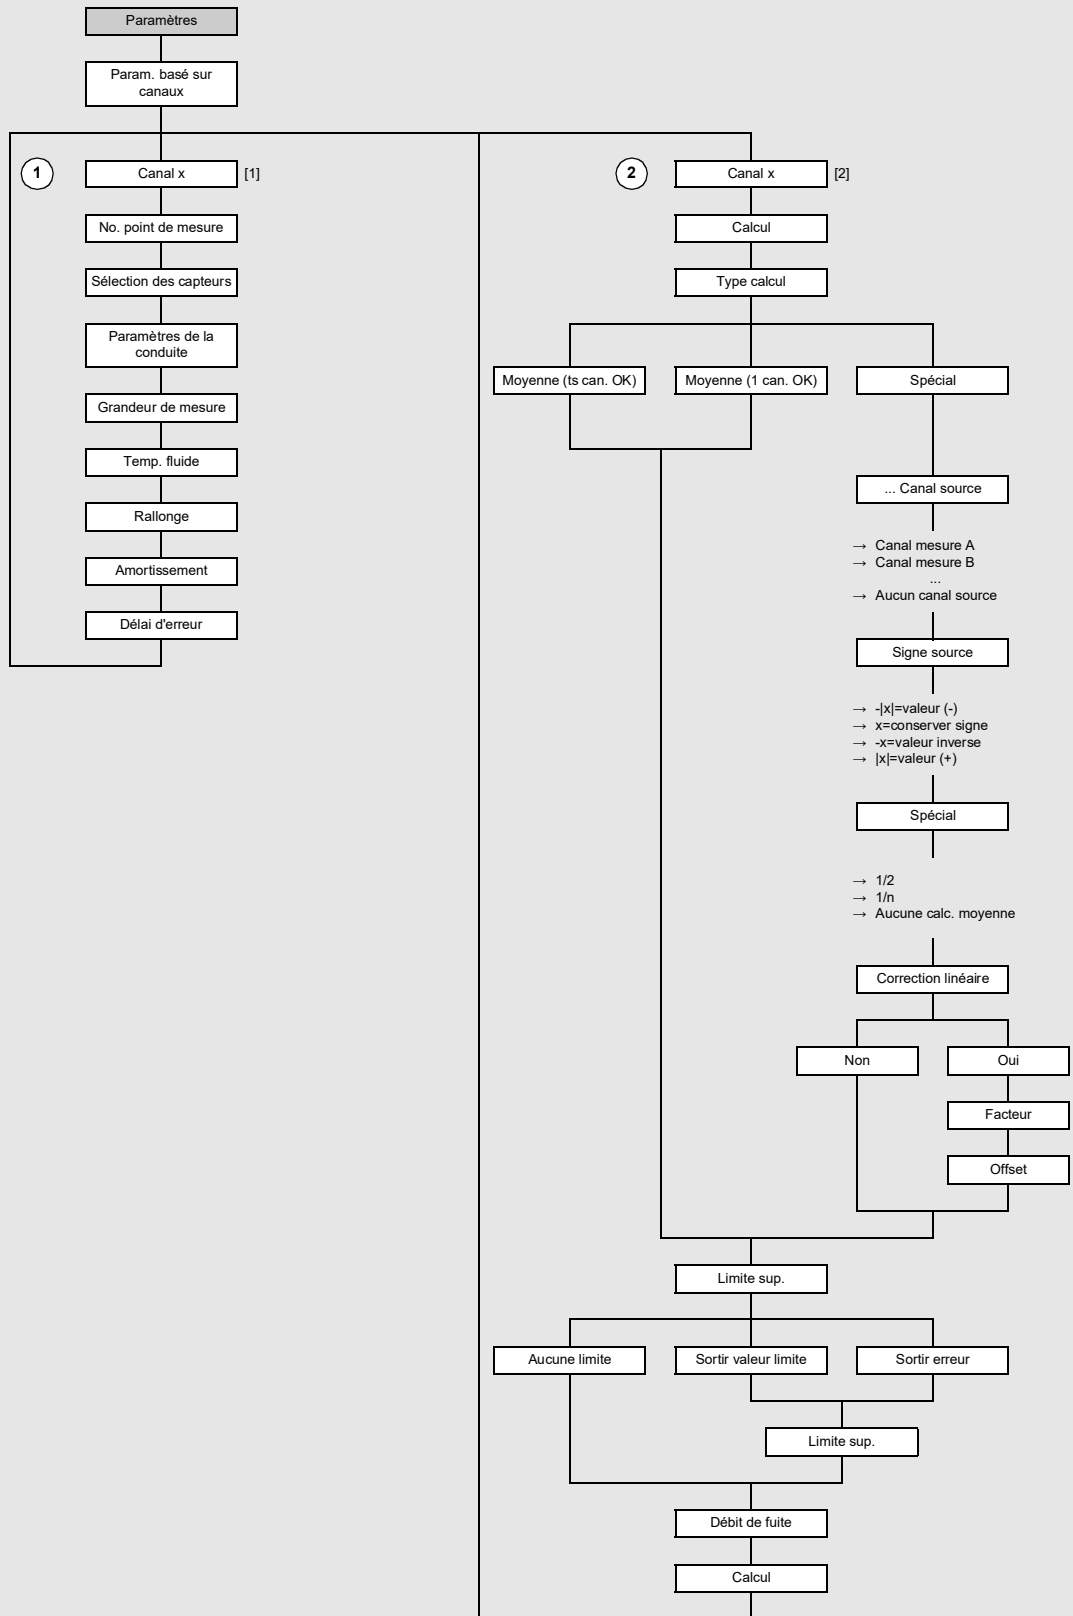 Paramètres
Param. basé sur
canaux
1
Canal x
[1]
No. point de mesure
Sélection des capteurs
Paramètres de la
conduite
Grandeur de mesure
Temp. fluide
Rallonge
Amortissement
Délai d'erreur
2
Canal x
[2]
Calcul
Type calcul
Moyenne (ts can. OK)
Moyenne (1 can. OK)
Spécial
... Canal source
→ Canal mesure A
→ Canal mesure B
...
→ Aucun canal source
Signe source
→ -|x|=valeur (-)
→ x=conserver signe
→ -x=valeur inverse
→ |x|=valeur (+)
Spécial
→ 1/2
→ 1/n
→ Aucune calc. moyenne
Correction linéaire
Non
Oui
Facteur
Offset
Limite sup.
Aucune limite
Sortir valeur limite
Sortir erreur
Limite sup.
Débit de fuite
Calcul